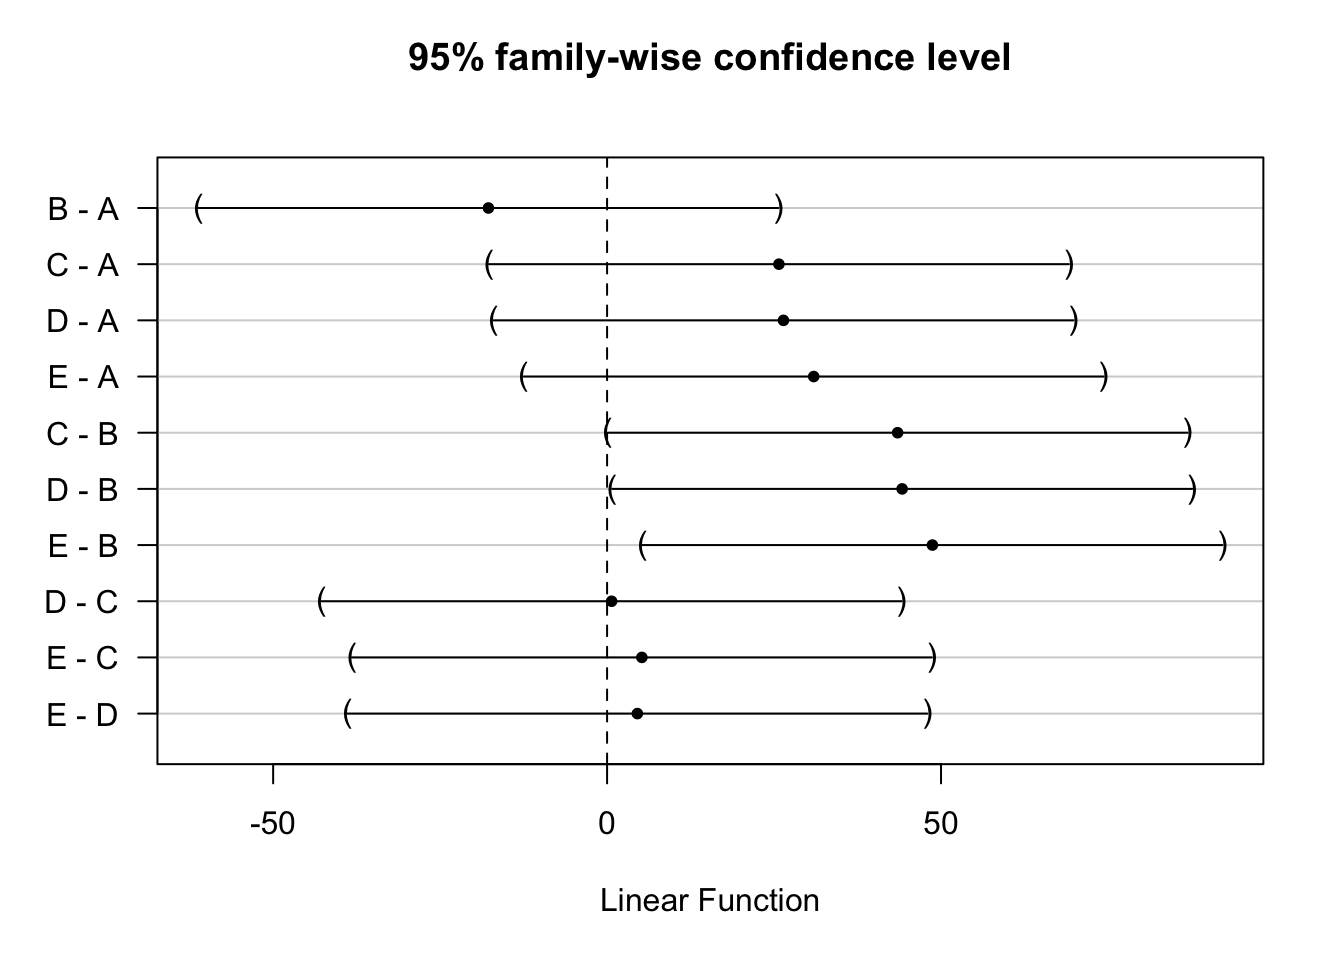 95% family-wise confidence level
B - A
C - A
D - A
E - A
C - B
D - B
E - B
D - C
E - C
E - D
-50 0 50
Linear Function